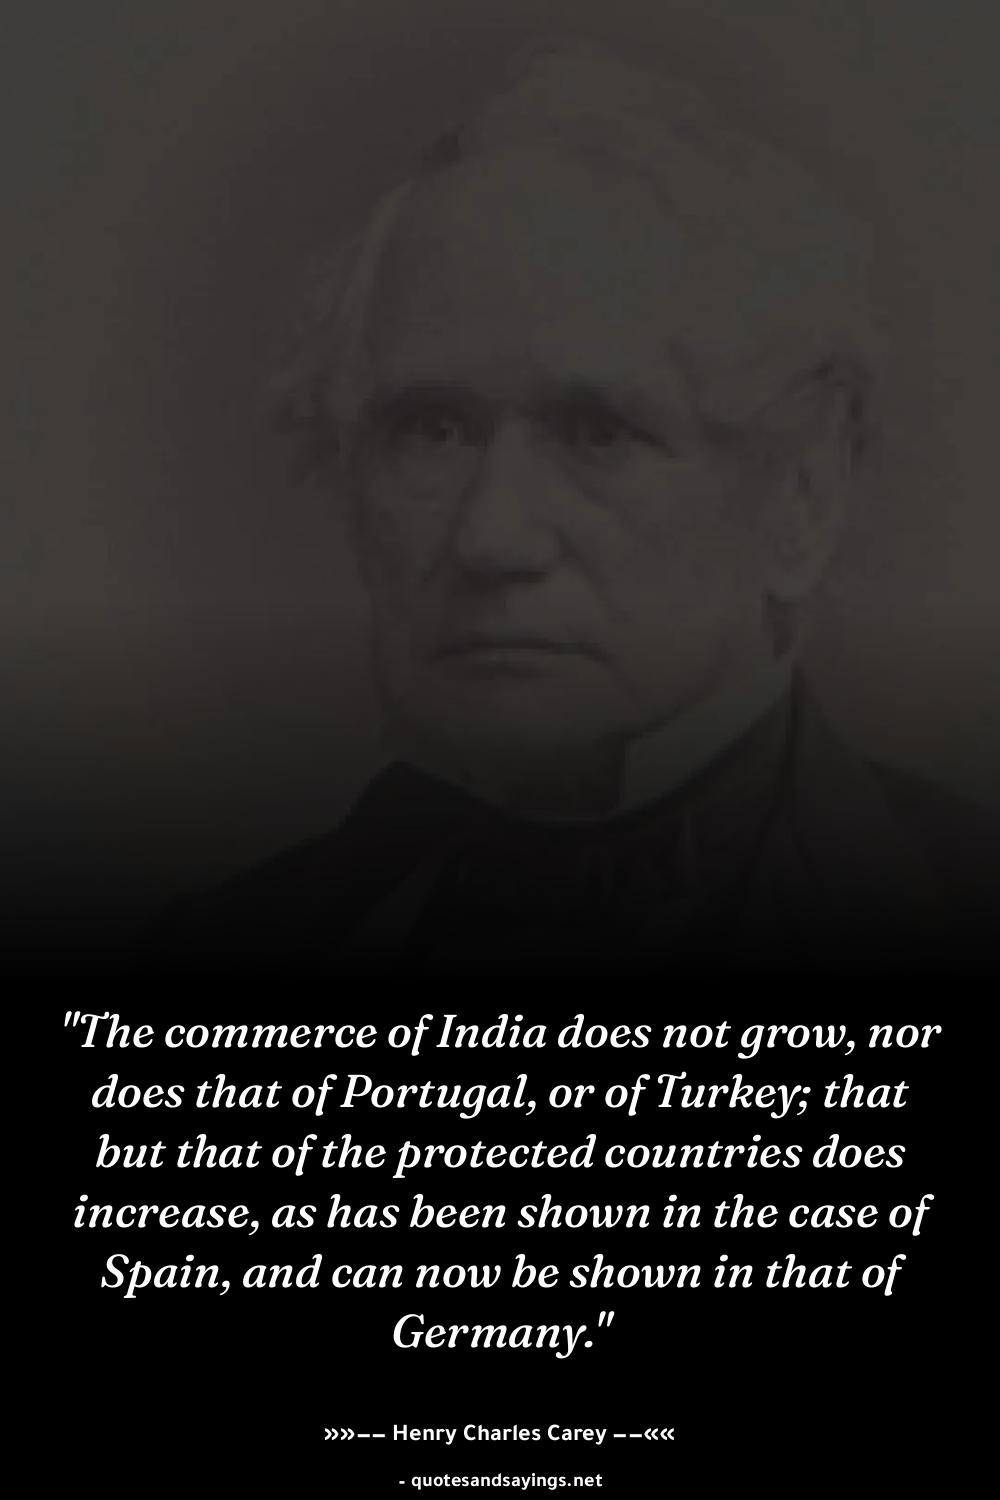 "The commerce of India does not grow, nor
does that of Portugal, or of Turkey; that
but that of the protected countries does
increase, as has been shown in the case of
Spain, and can now be shown in that of
Germany."
»»−− Henry Charles Carey −−««
- quotesandsayings.net